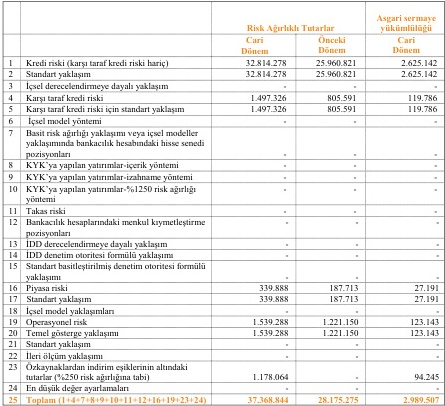 Risk Ağırlıklı Tutarlar Asgari sermaye yükümlülüğü
Cari Dönem Önceki Dönem Cari Dönem
1 Kredi riski (karşı taraf kredi riski hariç) 32.814.278 25.960.821 2.625.142
2 Standart yaklaşım 32.814.278 25.960.821 2.625.142
3 İçsel derecelendirmeye dayalı yaklaşım - - -
4 Karşı taraf kredi riski 1.497.326 805.591 119.786
5 Karşı taraf kredi riski için standart yaklaşım 1.497.326 805.591 119.786
6 İçsel model yöntemi - - -
7 Basit risk ağırlığı yaklaşımı veya içsel modeller
yaklaşımında bankacılık hesabındaki hisse senedi
pozisyonları - - -
8 KYK'ya yapılan yatırımlar-içerik yöntemi - - -
9 KYK'ya yapılan yatırımlar-izahname yöntemi - - -
10 KYK'ya yapılan yatırımlar-%1250 risk ağırlığı
yöntemi - - -
11 Takas riski - - -
12 Bankacılık hesaplarındaki menkul kıymetleştirme
pozisyonları - - -
13 İDD derecelendirmeye dayalı yaklaşım - - -
14 İDD denetim otoritesi formülü yaklaşımı - - -
15 Standart basitleştirilmiş denetim otoritesi formülü
yaklaşımı - - -
16 Piyasa riski 339.888 187.713 27.191
17 Standart yaklaşım 339.888 187.713 27.191
18 İçsel model yaklaşımları - - -
19 Operasyonel risk 1.539.288 1.221.150 123.143
20 Temel gösterge yaklaşımı 1.539.288 1.221.150 123.143
21 Standart yaklaşım - - -
22 İleri ölçüm yaklaşımı - - -
23 Özkaynaklardan indirim eşiklerinin altındaki
tutarlar (%250 risk ağırlığına tabi) 1.178.064 - 94.245
24 En düşük değer ayarlamaları - - -
25 Toplam (1+4+7+8+9+10+11+12+16+19+23+24) 37.368.844 28.175.275 2.989.507